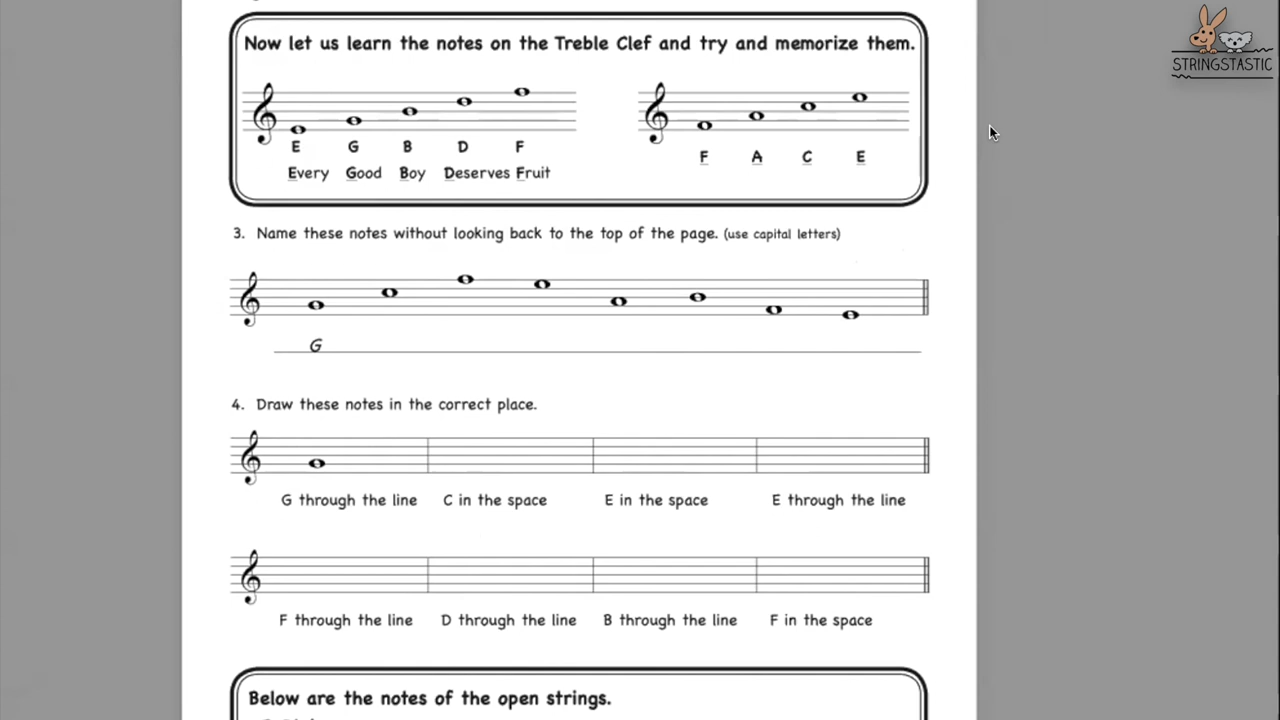 Now let us learn the notes on the Treble Clef and try and memorize them.
E G B D F
Every Good Boy Deserves Fruit
F A C E
3. Name these notes without looking back to the top of the page. (use capital letters)
G
4. Draw these notes in the correct place.
G through the line C in the space E in the space E through the line
F through the line D through the line B through the line F in the space
Below are the notes of the open strings.
STRINGSTASTIC